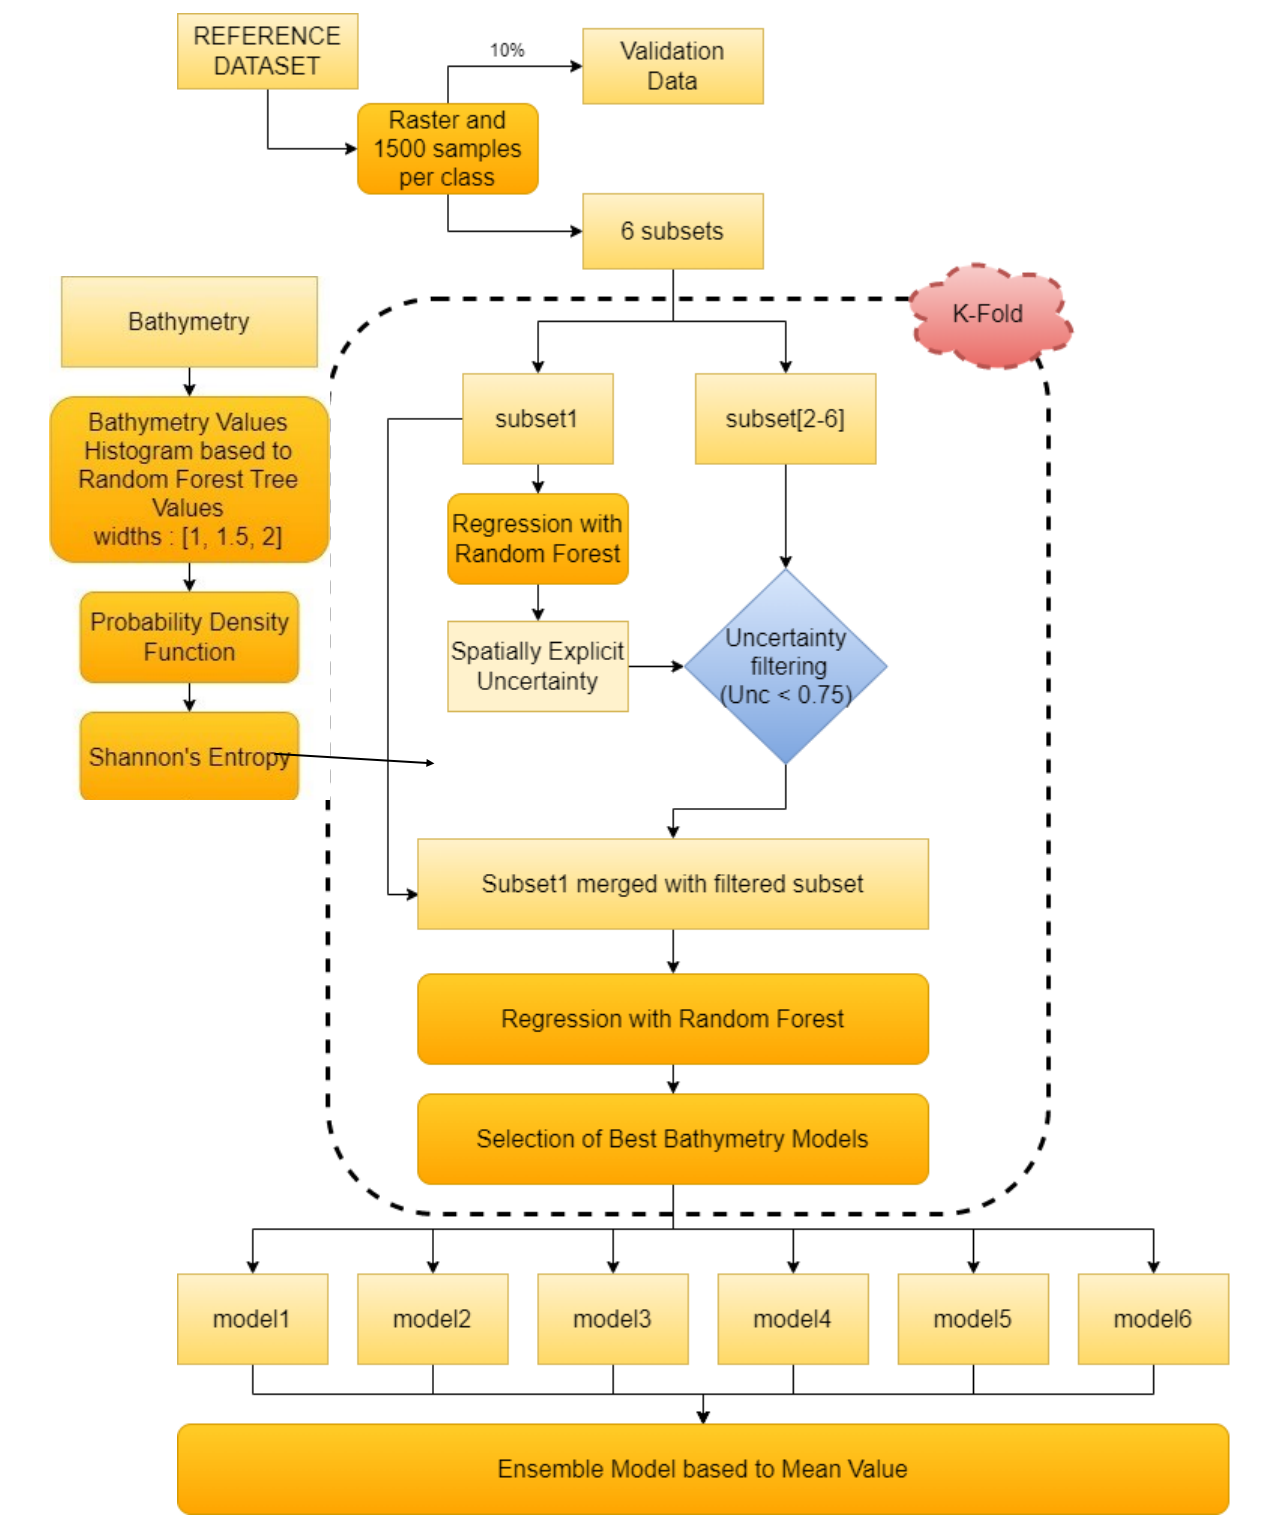 REFERENCE
DATASET
10%
Validation
Data
Raster and
1500 samples
per class
6 subsets
K-Fold
Bathymetry
Bathymetry Values
Histogram based to
Random Forest Tree
Values
widths : [1, 1.5, 2]
Probability Density
Function
Shannon's Entropy
subset1
subset[2-6]
Regression with
Random Forest
Spatially Explicit
Uncertainty
Uncertainty
filtering
(Unc < 0.75)
Subset1 merged with filtered subset
Regression with Random Forest
Selection of Best Bathymetry Models
model1
model2
model3
model4
model5
model6
Ensemble Model based to Mean Value